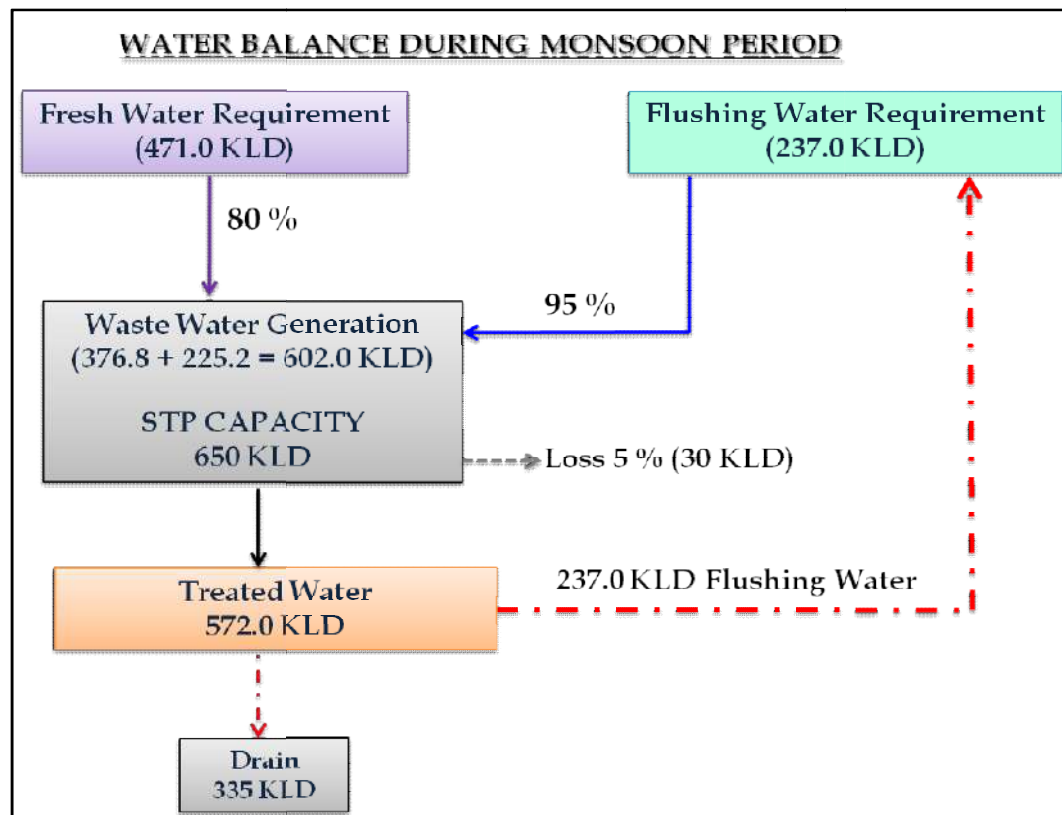 WATER BALANCE DURING MONSOON PERIOD
Fresh Water Requirement
(471.0 KLD)
Flushing Water Requirement
(237.0 KLD)
80 %
95 %
Waste Water Generation
(376.8 + 225.2 = 602.0 KLD)
STP CAPACITY
650 KLD
Loss 5 % (30 KLD)
Treated Water
572.0 KLD
237.0 KLD Flushing Water
Drain
335 KLD